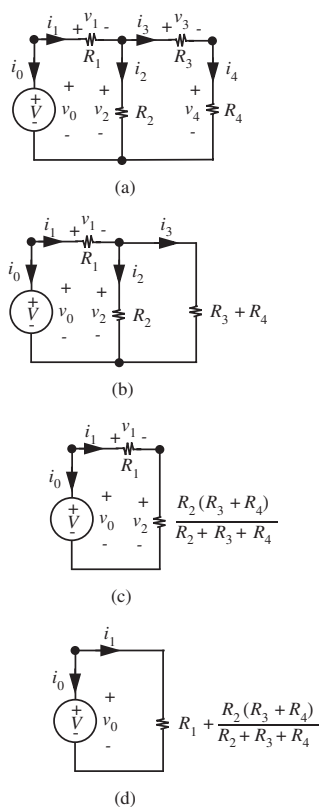 i₁ + v₁ - i₃ + v₃ -
R₁ R₃
i₀ i₂ i₄
+ V - + v₀ - + v₂ - R₂ + v₄ - R₄
(a)
i₁ + v₁ - i₃
R₁
i₀ i₂
+ V - + v₀ - + v₂ - R₂ R₃ + R₄
(b)
i₁ + v₁ -
R₁
i₀
+ V - + v₀ - + v₂ - R₂ (R₃ + R₄)
R₂ + R₃ + R₄
(c)
i₁
i₀
+ V - + v₀ - R₁ + R₂ (R₃ + R₄)
R₂ + R₃ + R₄
(d)